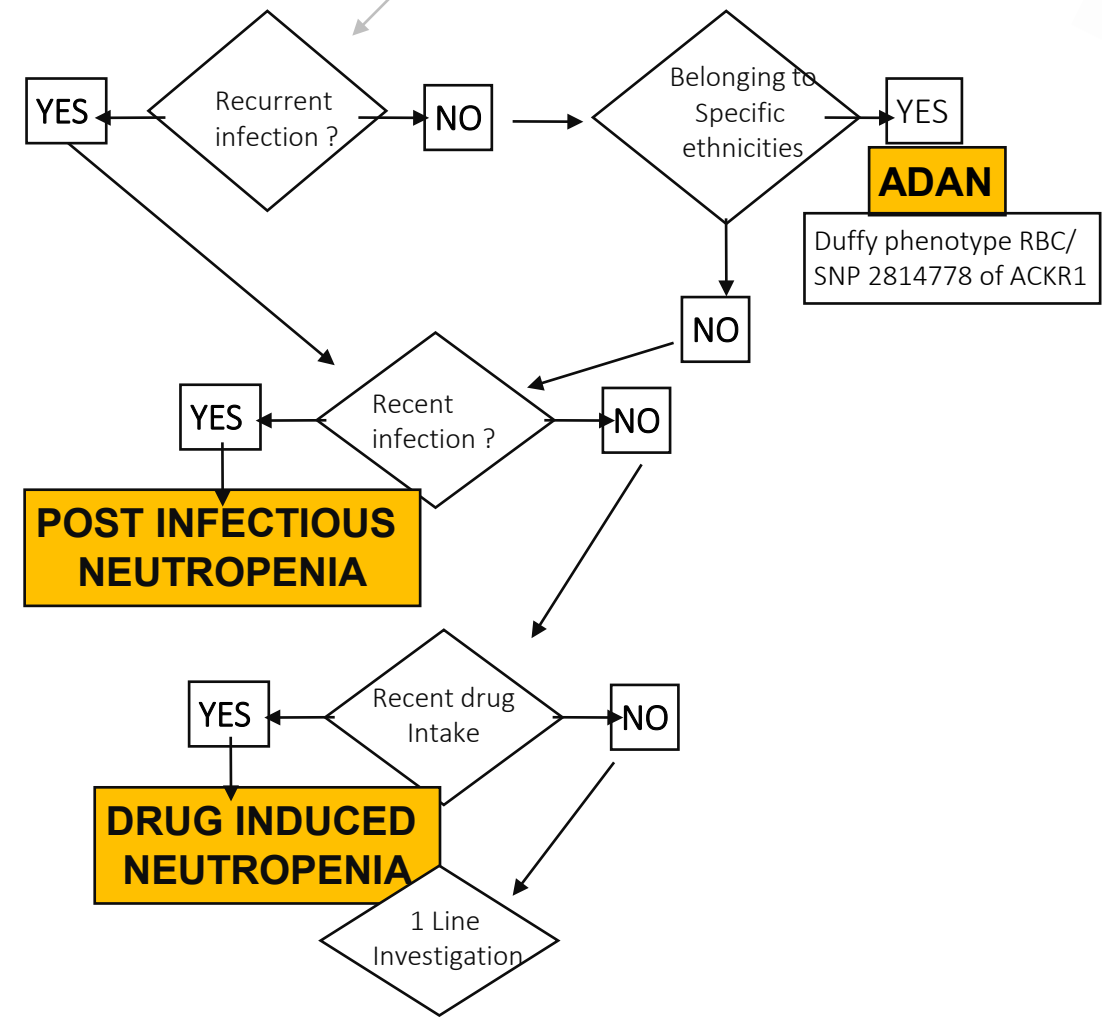 Recurrent
infection ?
YES
NO
Belonging to
Specific
ethnicities
YES
ADAN
Duffy phenotype RBC/
SNP 2814778 of ACKR1
NO
Recent
infection ?
YES
NO
POST INFECTIOUS
NEUTROPENIA
Recent drug
Intake
YES
NO
DRUG INDUCED
NEUTROPENIA
1 Line
Investigation